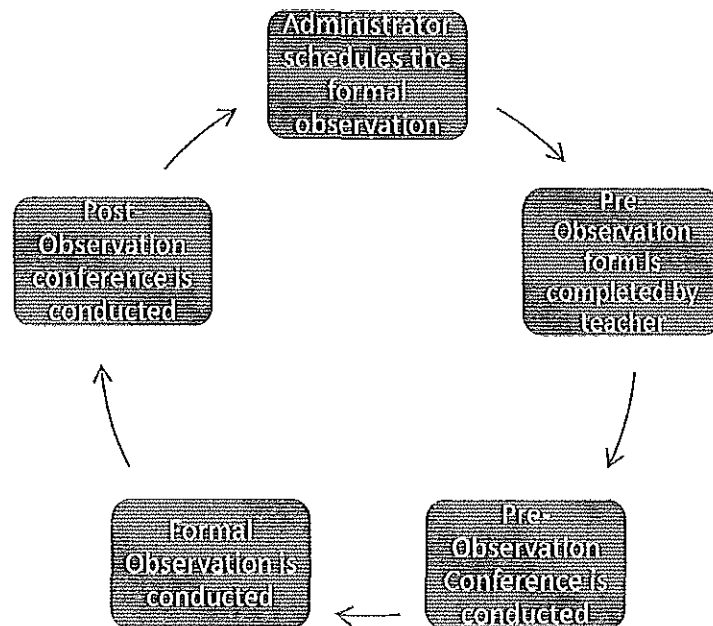 Administrator
schedules the
formal
observation
Pre
Observation
form is
completed by
teacher
Pre-
Observation
Conference is
conducted
Formal
Observation is
conducted
Post-
Observation
conference is
conducted